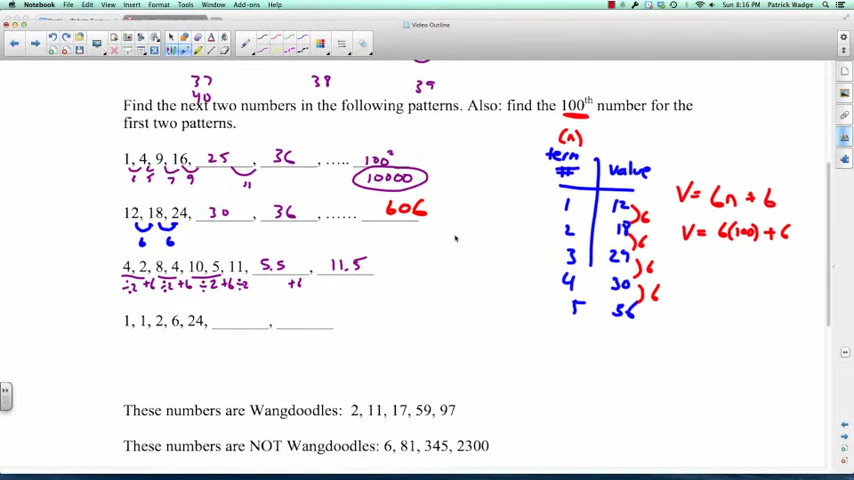 Notebook File Edit View Insert Format Tools Window Add-ons Help Sun 8:16 PM Patrick Wadge
Video Outline
37 38 39
40
Find the next two numbers in the following patterns. Also: find the 100th number for the
first two patterns.
1, 4, 9, 16, 25, 36, ..... 100²
5 7 9 11 10000
12, 18, 24, 30, 36, ...... 606
6 6
4, 2, 8, 4, 10, 5, 11, 5.5, 11.5
÷2 +6 ÷2 +6 ÷2 +6 ÷2 +6
1, 1, 2, 6, 24, ________, ________
(n)
term # value
1 12
2 18
3 24
4 30
5 36
6
6
6
6
V = 6n + 6
V = 6(100) + 6
These numbers are Wangdoodles: 2, 11, 17, 59, 97
These numbers are NOT Wangdoodles: 6, 81, 345, 2300